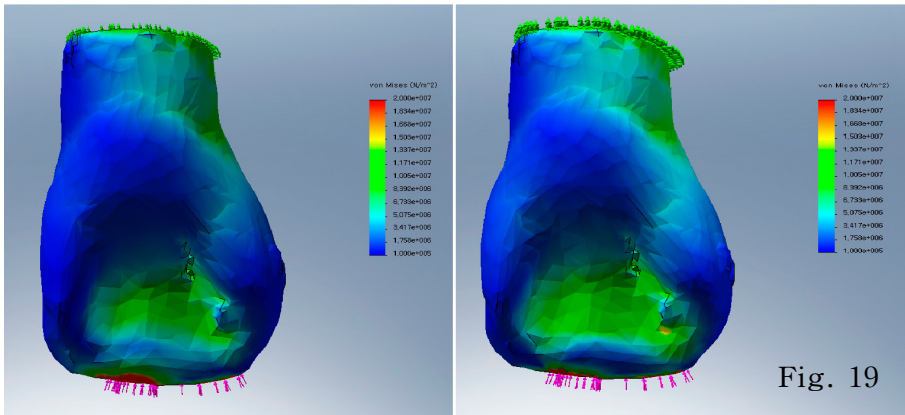 von Mises (N/m^2)
2,000e+007
1,834e+007
1,668e+007
1,503e+007
1,337e+007
1,171e+007
1,005e+007
8,392e+006
6,733e+006
5,075e+006
3,417e+006
1,758e+006
1,000e+005
von Mises (N/m^2)
2,000e+007
1,834e+007
1,668e+007
1,503e+007
1,337e+007
1,171e+007
1,005e+007
8,392e+006
6,733e+006
5,075e+006
3,417e+006
1,758e+006
1,000e+005
Fig. 19